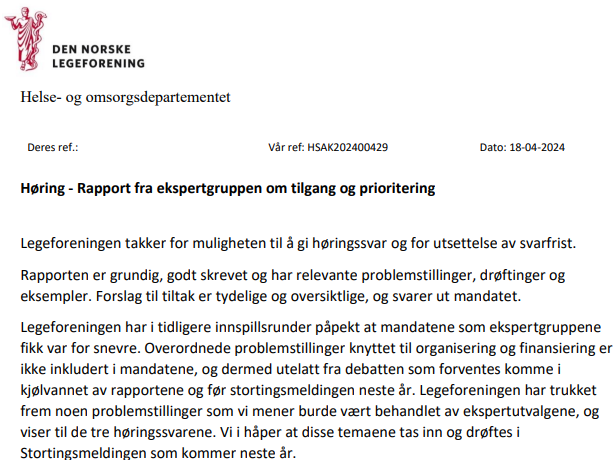 DEN NORSKE
LEGEFORENING
Helse- og omsorgsdepartementet
Deres ref.: Vår ref: HSAK202400429 Dato: 18-04-2024
Høring - Rapport fra ekspertgruppen om tilgang og prioritering
Legeforeningen takker for muligheten til å gi høringssvar og for utsettelse av svarfrist.
Rapporten er grundig, godt skrevet og har relevante problemstillinger, drøftinger og
eksempler. Forslag til tiltak er tydelige og oversiktlige, og svarer ut mandatet.
Legeforeningen har i tidligere innspillsrunder påpekt at mandatene som ekspertgruppene
fikk var for snevre. Overordnede problemstillinger knyttet til organisering og finansiering er
ikke inkludert i mandatene, og dermed utelatt fra debatten som forventes komme i
kjølvannet av rapportene og før stortingsmeldingen neste år. Legeforeningen har trukket
frem noen problemstillinger som vi mener burde vært behandlet av ekspertutvalgene, og
viser til de tre høringssvarene. Vi i håper at disse temaene tas inn og drøftes i
Stortingsmeldingen som kommer neste år.